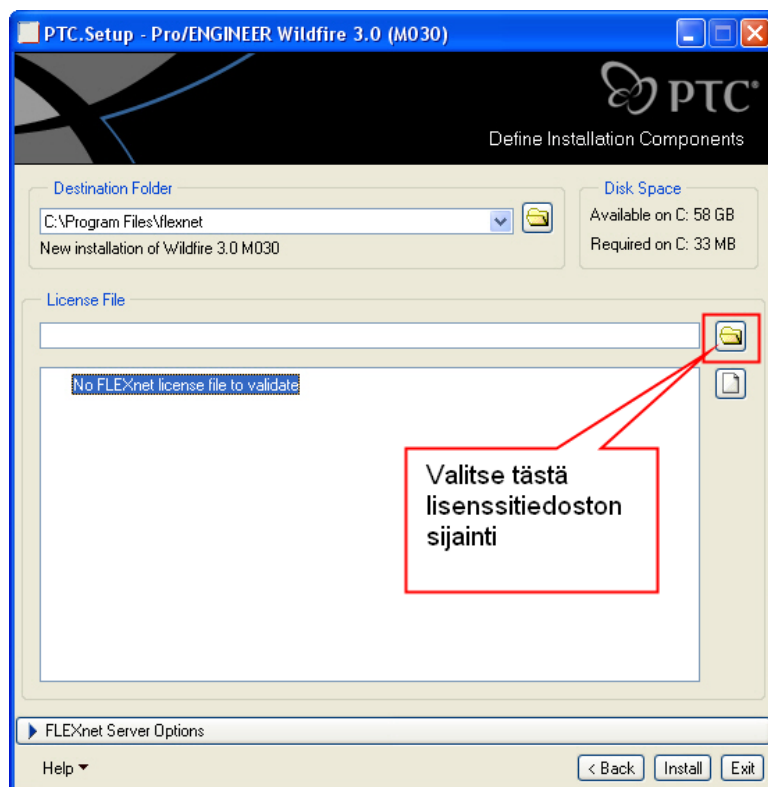 PTC.Setup - Pro/ENGINEER Wildfire 3.0 (M030)
PTC®
Define Installation Components
Destination Folder
C:\Program Files\flexnet
New installation of Wildfire 3.0 M030
Disk Space
Available on C: 58 GB
Required on C: 33 MB
License File
No FLEXnet license file to validate
Valitse tästä
lisenssitiedoston
sijainti
FLEXnet Server Options
Help
< Back
Install
Exit